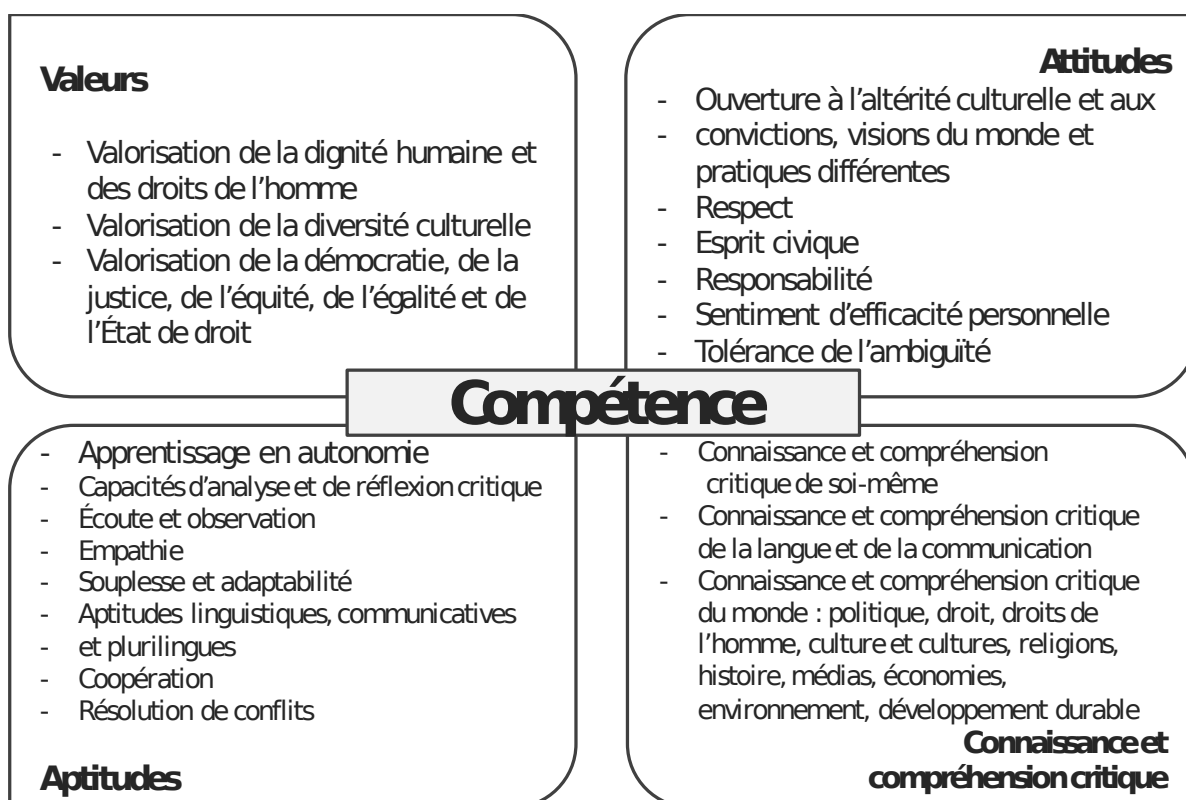 Valeurs
- Valorisation de la dignité humaine et
des droits de l'homme
- Valorisation de la diversité culturelle
- Valorisation de la démocratie, de la
justice, de l'équité, de l'égalité et de
l'État de droit
Attitudes
- Ouverture à l'altérité culturelle et aux
- convictions, visions du monde et
pratiques différentes
- Respect
- Esprit civique
- Responsabilité
- Sentiment d'efficacité personnelle
- Tolérance de l'ambiguïté
Compétence
- Apprentissage en autonomie
- Capacités d'analyse et de réflexion critique
- Écoute et observation
- Empathie
- Souplesse et adaptabilité
- Aptitudes linguistiques, communicatives
- et plurilingues
- Coopération
- Résolution de conflits
Aptitudes
- Connaissance et compréhension
critique de soi-même
- Connaissance et compréhension critique
de la langue et de la communication
- Connaissance et compréhension critique
du monde : politique, droit, droits de
l'homme, culture et cultures, religions,
histoire, médias, économies,
environnement, développement durable
Connaissance et
compréhension critique